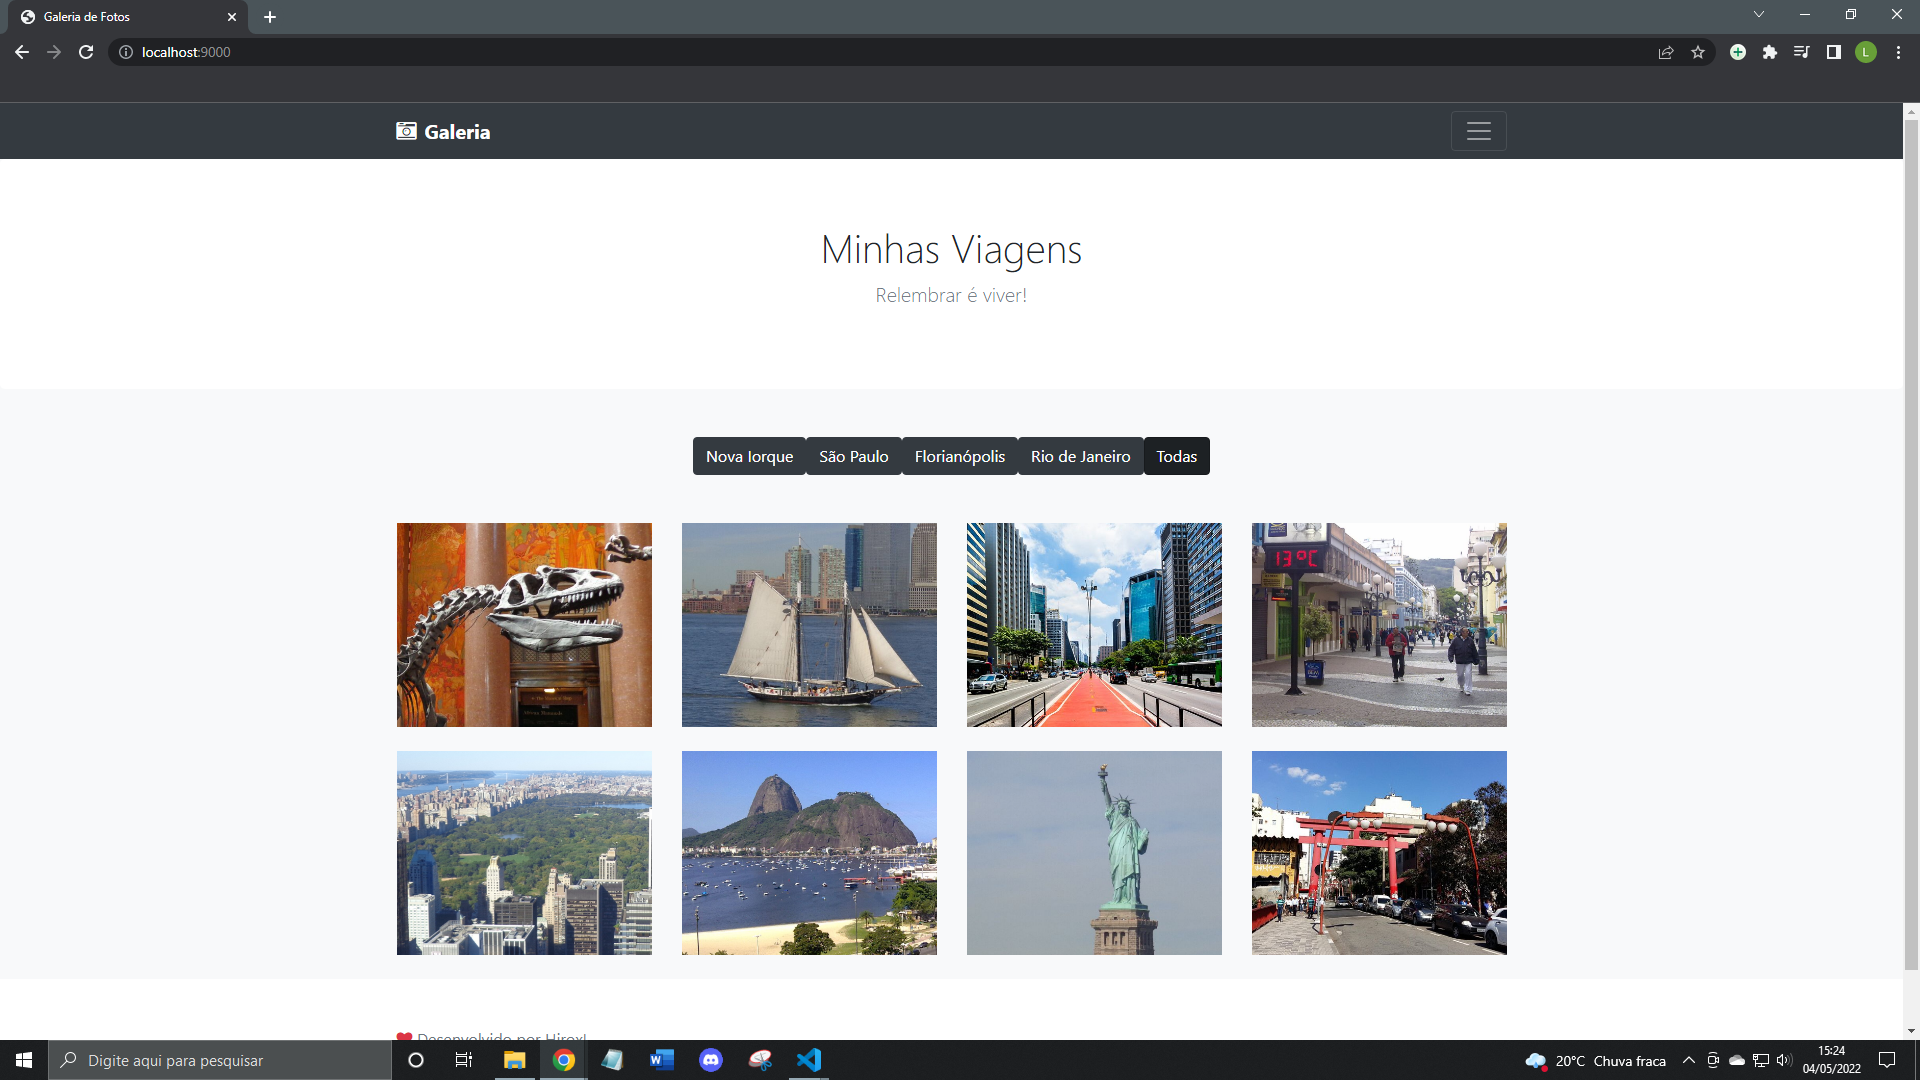 Galeria de Fotos
localhost:9000
L
Galeria
Minhas Viagens
Relembrar é viver!
Nova Iorque
São Paulo
Florianópolis
Rio de Janeiro
Todas
13°C
Desenvolvido por Hirox!
Digite aqui para pesquisar
20°C Chuva fraca
15:24
04/05/2022